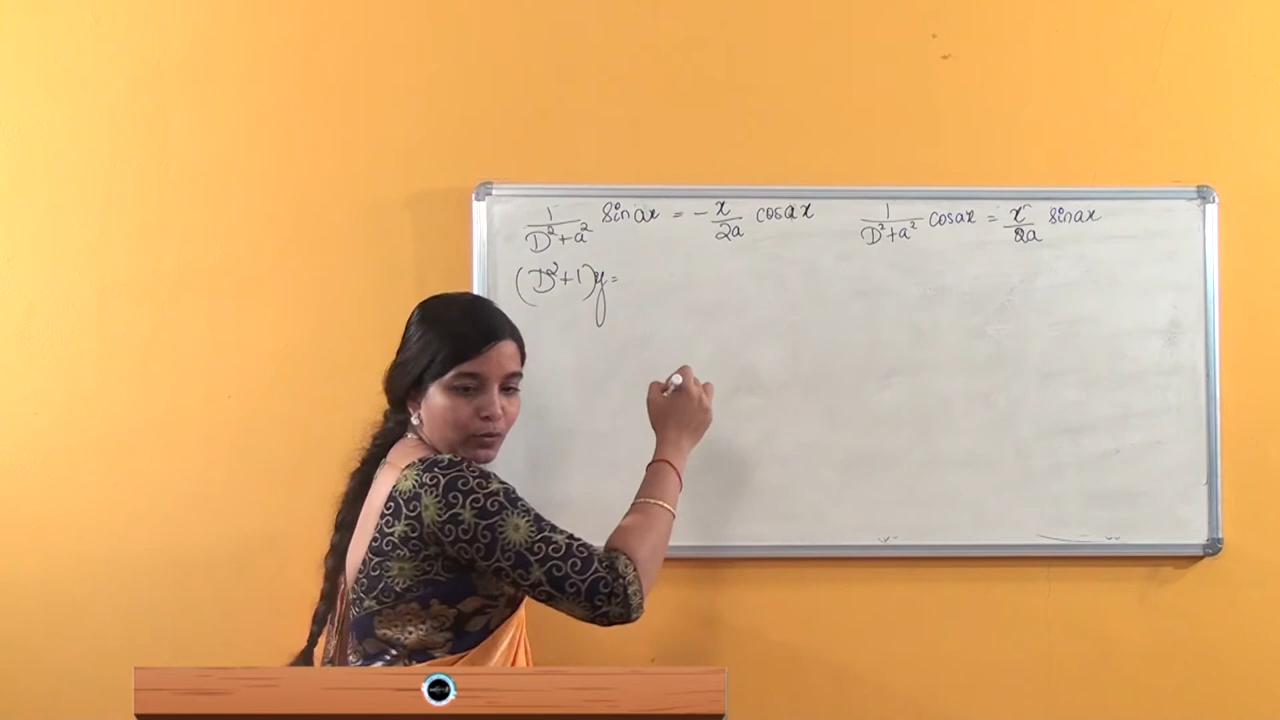 1/(D²+a²) sin ax = - x/2a cos ax    1/(D²+a²) cos ax = x/2a sin ax
(D²+1)y=